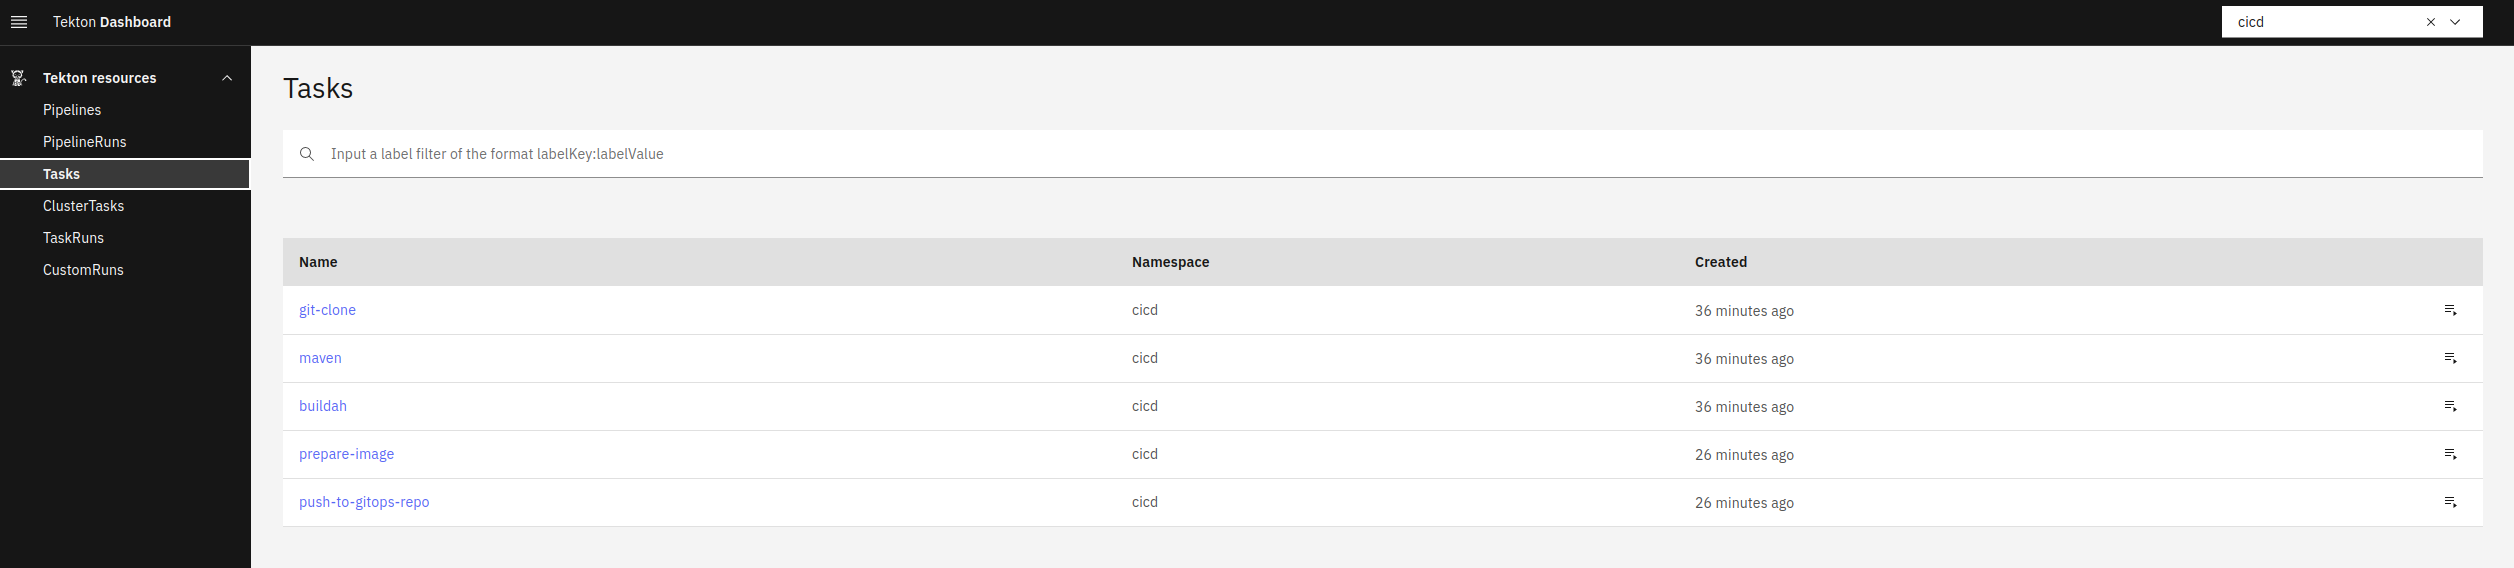 Tekton Dashboard
cicd
Tekton resources
Pipelines
PipelineRuns
Tasks
ClusterTasks
TaskRuns
CustomRuns
Tasks
Input a label filter of the format labelKey:labelValue
Name Namespace Created
git-clone cicd 36 minutes ago
maven cicd 36 minutes ago
buildah cicd 36 minutes ago
prepare-image cicd 26 minutes ago
push-to-gitops-repo cicd 26 minutes ago